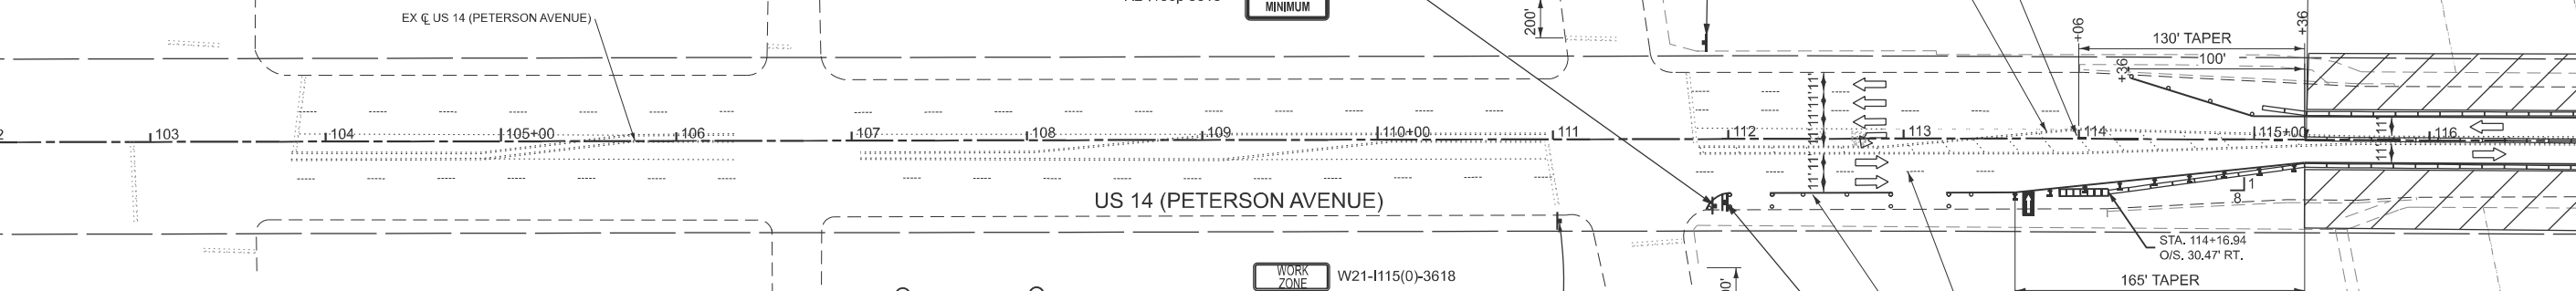 EX ℄ US 14 (PETERSON AVENUE)
MINIMUM
200'
+06
+36
130' TAPER
100'
+36
103
104
105+00
106
107
108
109
110+00
111
112
113
114
115+00
116
11'
11'
11'
11'
11'
11'
11'
11'
US 14 (PETERSON AVENUE)
1
8
STA. 114+16.94
O/S. 30.47' RT.
165' TAPER
WORK
ZONE
W21-I115(0)-3618